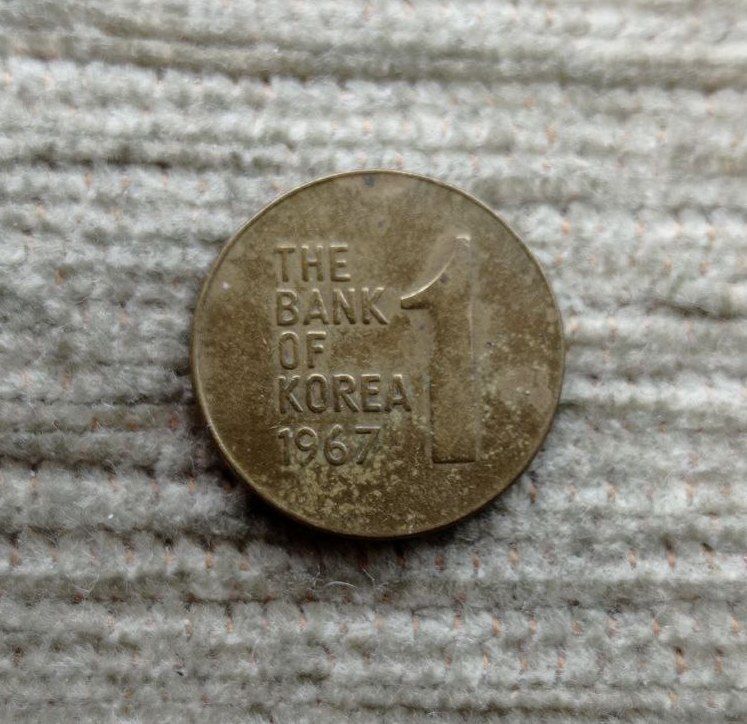 THE
BANK
OF
KOREA
1967
1